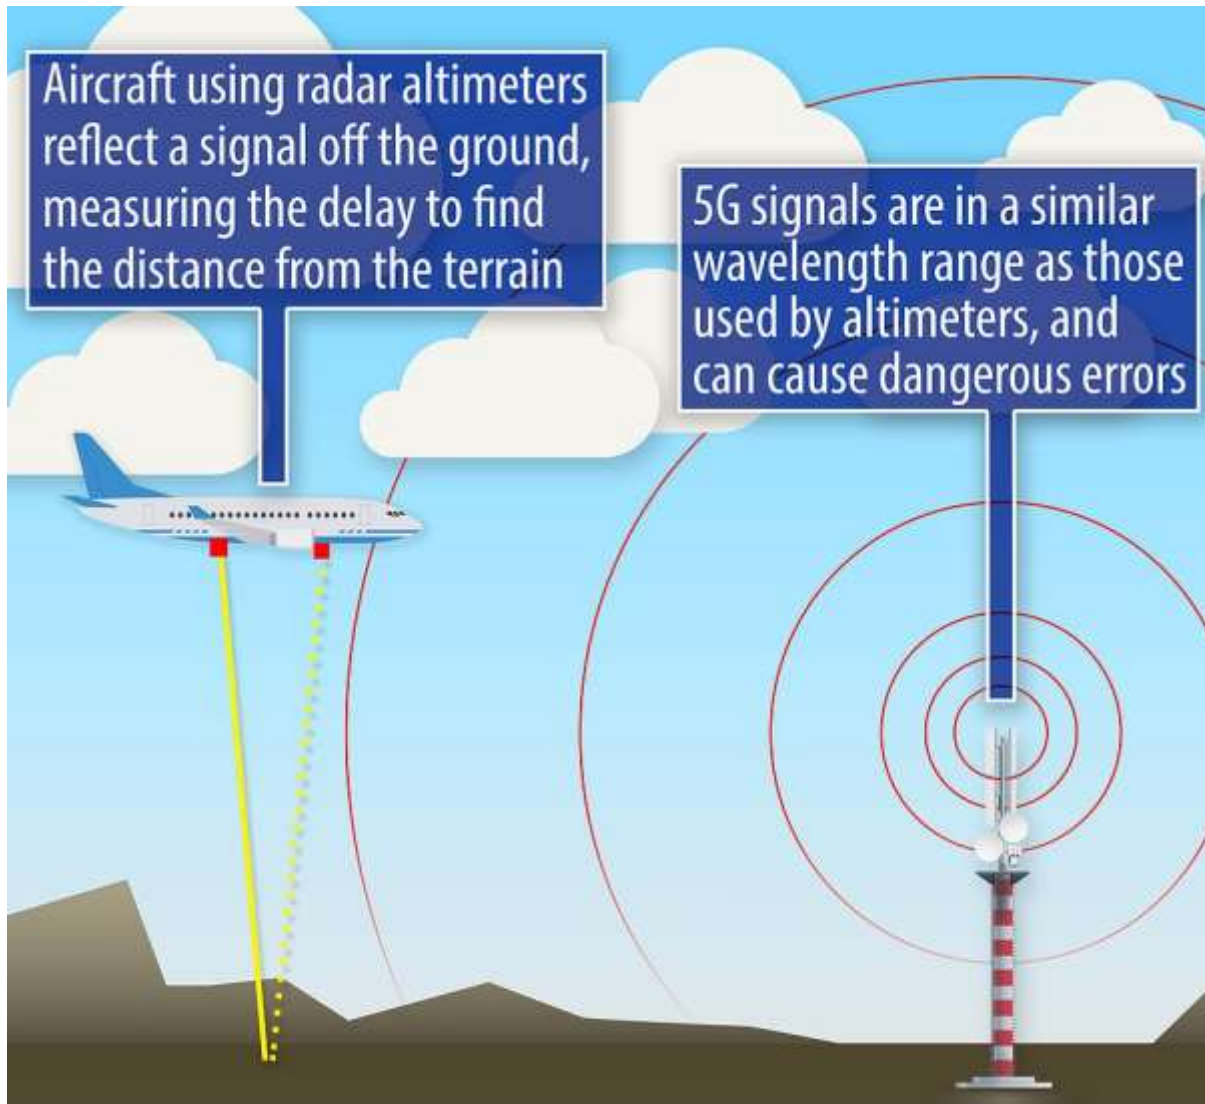 Aircraft using radar altimeters
reflect a signal off the ground,
measuring the delay to find
the distance from the terrain
5G signals are in a similar
wavelength range as those
used by altimeters, and
can cause dangerous errors